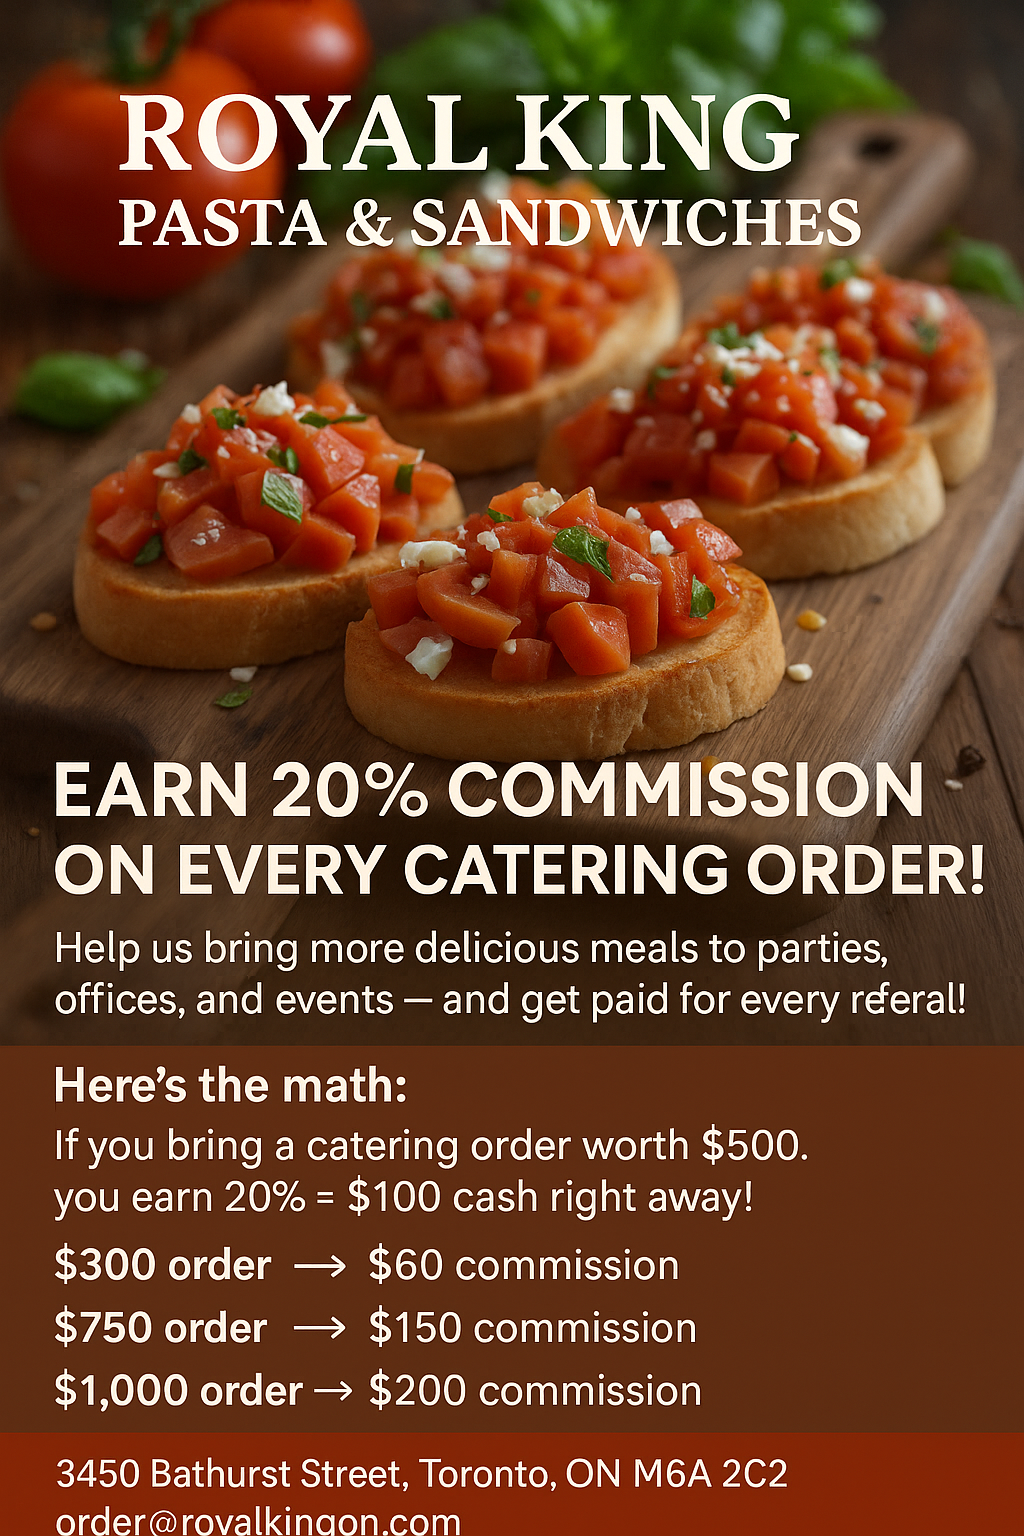 ROYAL KING
PASTA & SANDWICHES
EARN 20% COMMISSION
ON EVERY CATERING ORDER!
Help us bring more delicious meals to parties,
offices, and events — and get paid for every referal!
Here's the math:
If you bring a catering order worth $500.
you earn 20% = $100 cash right away!
$300 order → $60 commission
$750 order → $150 commission
$1,000 order → $200 commission
3450 Bathurst Street, Toronto, ON M6A 2C2
order@royalkingon.com